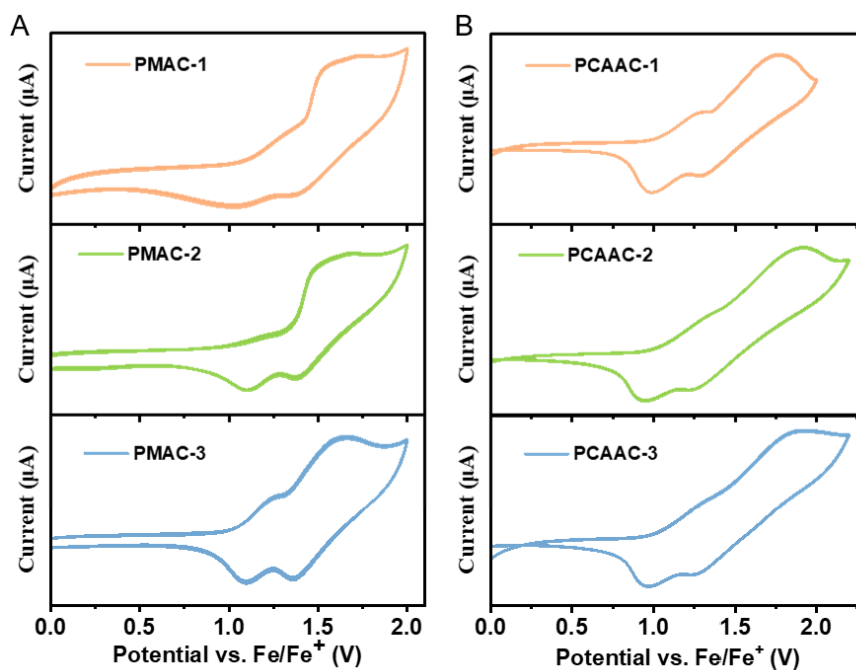 A
B
PMAC-1
PCAAC-1
Current (μA)
Current (μA)
PMAC-2
PCAAC-2
Current (μA)
Current (μA)
PMAC-3
PCAAC-3
Current (μA)
Current (μA)
0.0 0.5 1.0 1.5 2.0
0.0 0.5 1.0 1.5 2.0
Potential vs. Fe/Fe⁺ (V)
Potential vs. Fe/Fe⁺ (V)